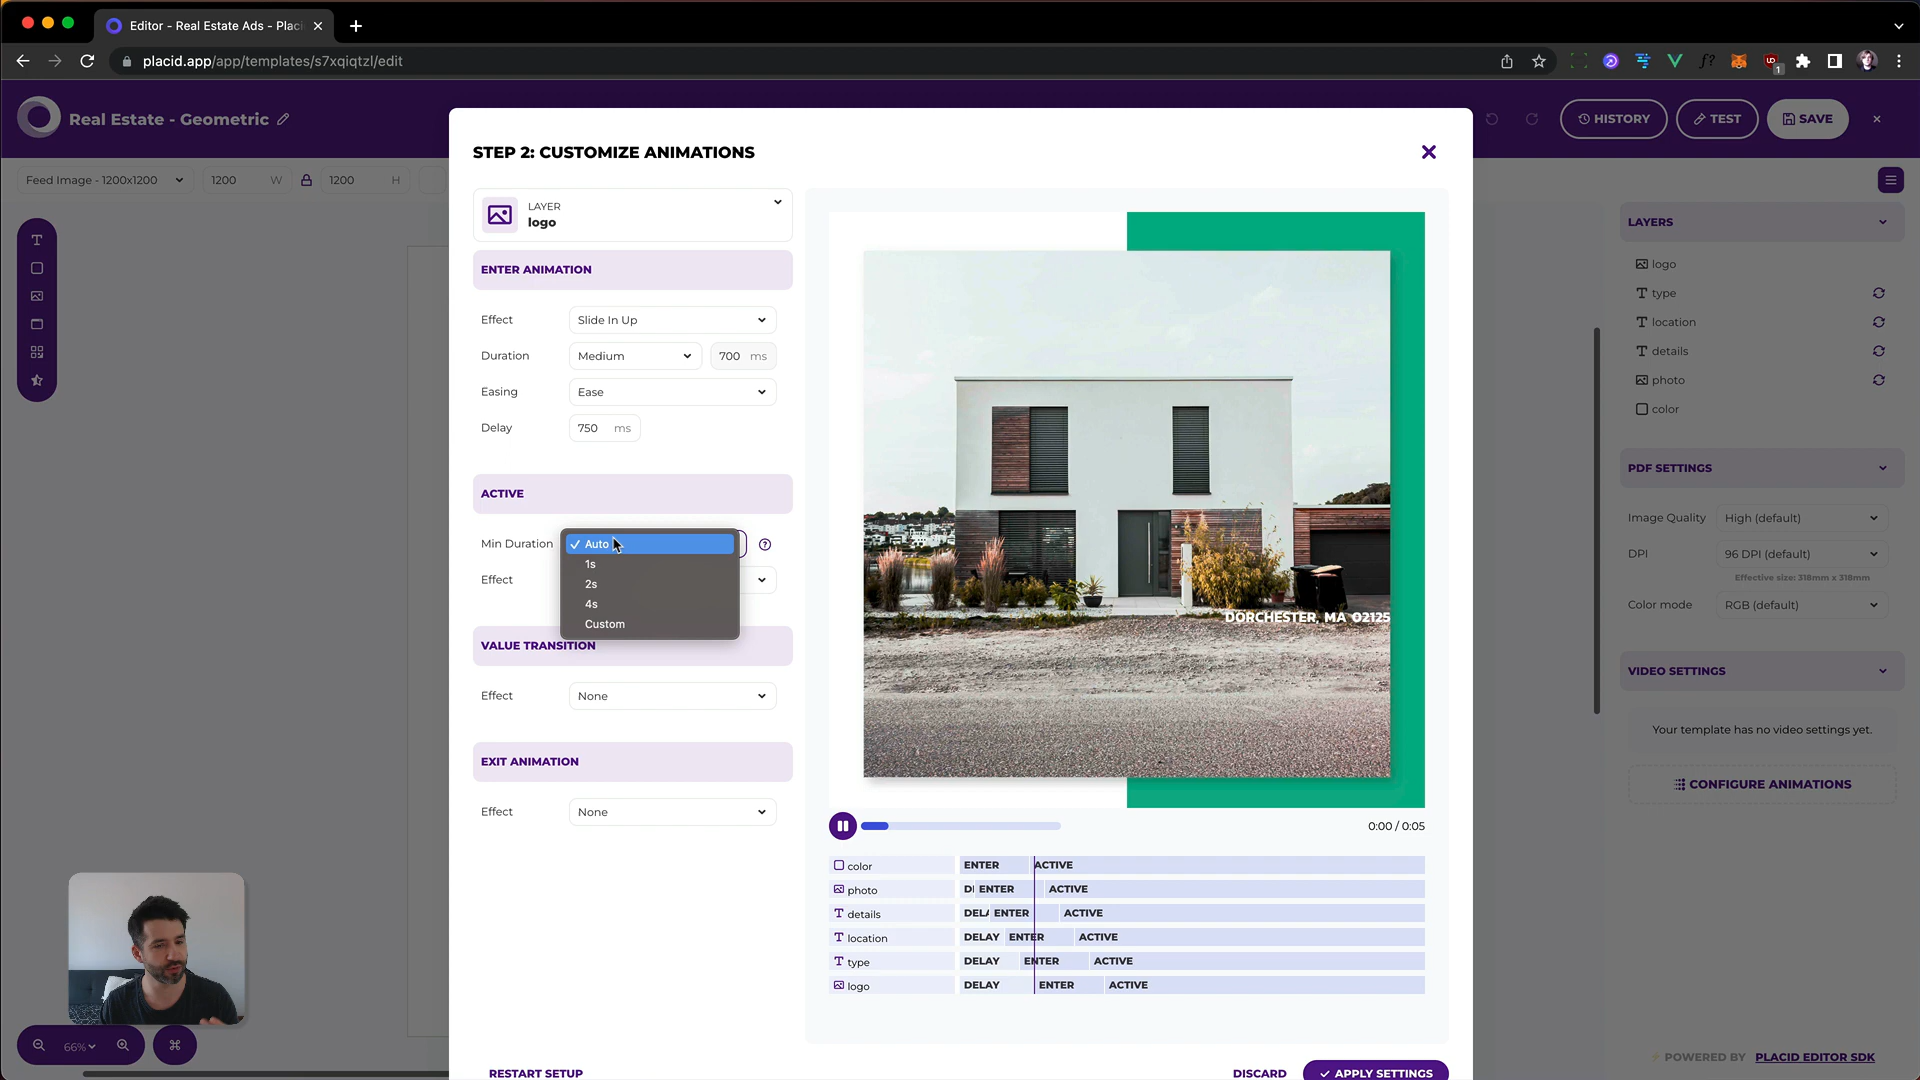 Editor - Real Estate Ads - Placi
placid.app/app/templates/s7xqiqtzl/edit
Real Estate - Geometric
HISTORY
TEST
SAVE
Feed Image - 1200x1200
1200 W
1200 H
STEP 2: CUSTOMIZE ANIMATIONS
LAYER
logo
ENTER ANIMATION
Effect Slide In Up
Duration Medium 700 ms
Easing Ease
Delay 750 ms
ACTIVE
Min Duration Auto
1s
Effect
2s
4s
Custom
VALUE TRANSITION
Effect None
EXIT ANIMATION
Effect None
DORCHESTER, MA 02125
0:00 / 0:05
color ENTER ACTIVE
photo DI ENTER ACTIVE
details DELA ENTER ACTIVE
location DELAY ENTER ACTIVE
type DELAY ENTER ACTIVE
logo DELAY ENTER ACTIVE
RESTART SETUP
DISCARD
APPLY SETTINGS
LAYERS
logo
type
location
details
photo
color
PDF SETTINGS
Image Quality High (default)
DPI 96 DPI (default)
Effective size: 318mm x 318mm
Color mode RGB (default)
VIDEO SETTINGS
Your template has no video settings yet.
CONFIGURE ANIMATIONS
66%
POWERED BY PLACID EDITOR SDK